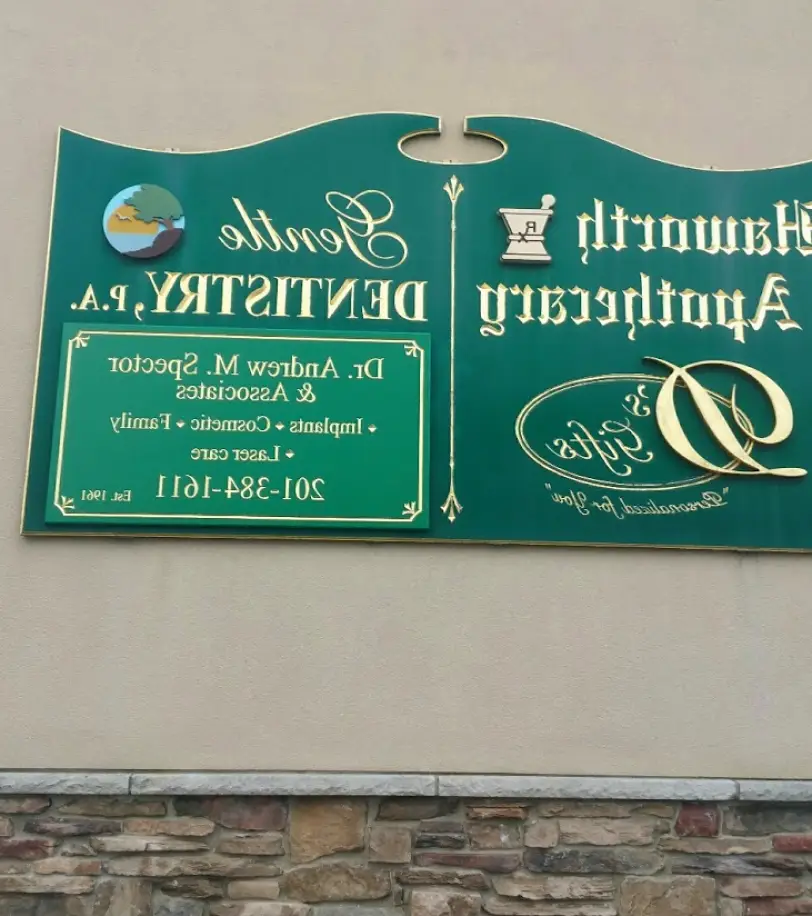 Haworth
Apothecary
Rx
D's
Gifts
"Personalized for You"
Gentle
DENTISTRY, P.A.
Dr. Andrew M. Spector
& Associates
Implants Cosmetic Family
Laser care
201-384-1611
Est. 1961